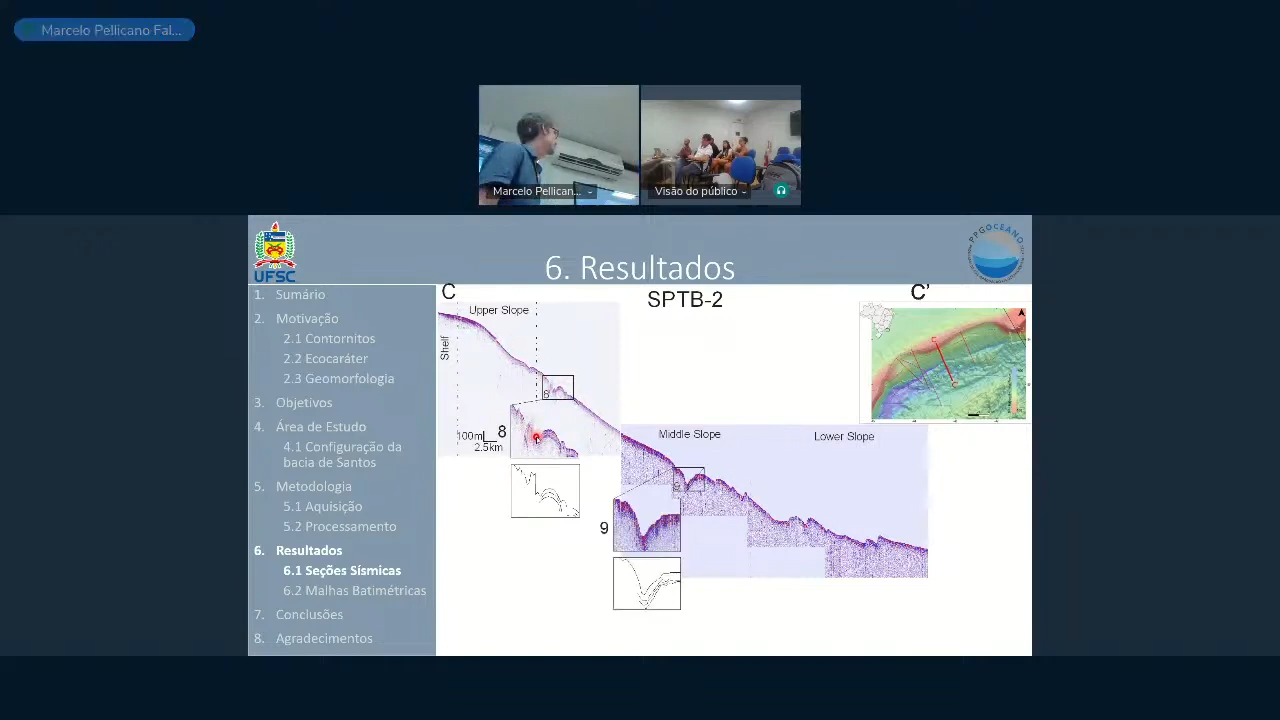 Marcelo Pellicano Fal...
Marcelo Pellican...
Visão do público
PPGOCEANO
UFSC
6. Resultados
1. Sumário
2. Motivação
2.1 Contornitos
2.2 Ecocaráter
2.3 Geomorfologia
3. Objetivos
4. Área de Estudo
4.1 Configuração da
bacia de Santos
5. Metodologia
5.1 Aquisição
5.2 Processamento
6. Resultados
6.1 Seções Sísmicas
6.2 Malhas Batimétricas
7. Conclusões
8. Agradecimentos
C
SPTB-2
C'
Upper Slope
Shelf
8
100m
2.5km
8
Middle Slope
Lower Slope
9
C
C'
A